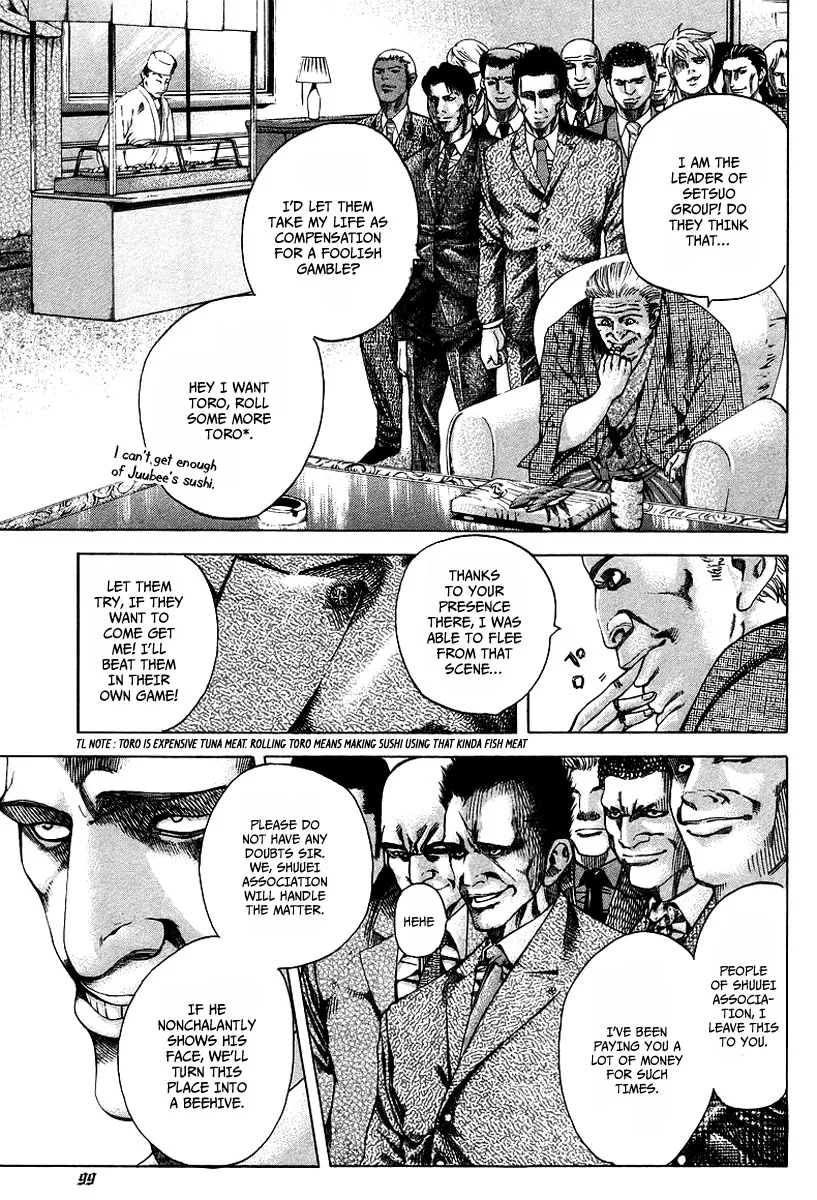 I AM THE
LEADER OF
SETSUO
GROUP! DO
THEY THINK
THAT...
I'D LET THEM
TAKE MY LIFE AS
COMPENSATION
FOR A FOOLISH
GAMBLE?
HEY I WANT
TORO, ROLL
SOME MORE
TORO*.
I can't get enough
of Juubee's sushi.
THANKS
TO YOUR
PRESENCE
THERE, I WAS
ABLE TO FLEE
FROM THAT
SCENE...
LET THEM
TRY, IF THEY
WANT TO
COME GET
ME! I'LL
BEAT THEM
IN THEIR
OWN GAME!
TL NOTE : TORO IS EXPENSIVE TUNA MEAT. ROLLING TORO MEANS MAKING SUSHI USING THAT KINDA FISH MEAT
PEOPLE
OF SHUUEI
ASSOCIA-
TION, I
LEAVE THIS
TO YOU.
I'VE BEEN
PAYING YOU A
LOT OF MONEY
FOR SUCH
TIMES.
HEHE
PLEASE DO
NOT HAVE ANY
DOUBTS SIR.
WE, SHUUEI
ASSOCIATION
WILL HANDLE
THE MATTER.
IF HE
NONCHALANTLY
SHOWS HIS
FACE, WE'LL
TURN THIS
PLACE INTO
A BEEHIVE.
99